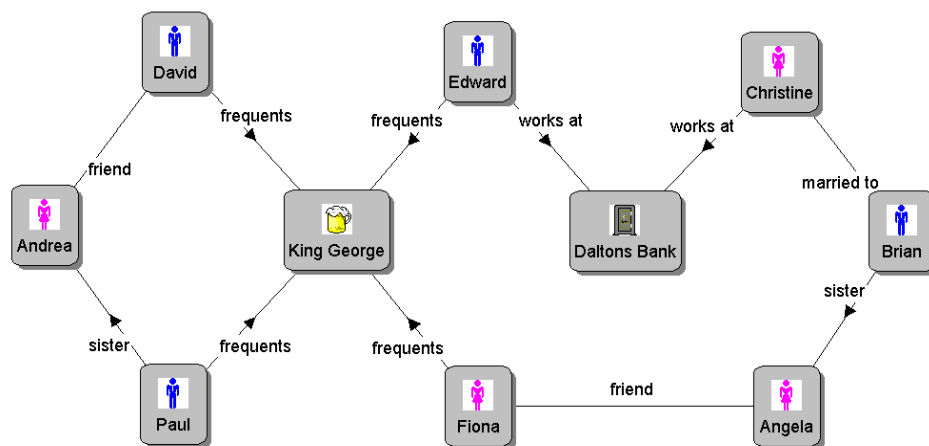 David
Edward
Christine
frequents
frequents
works at
works at
friend
married to
Andrea
King George
Daltons Bank
Brian
sister
sister
frequents
frequents
friend
Paul
Fiona
Angela